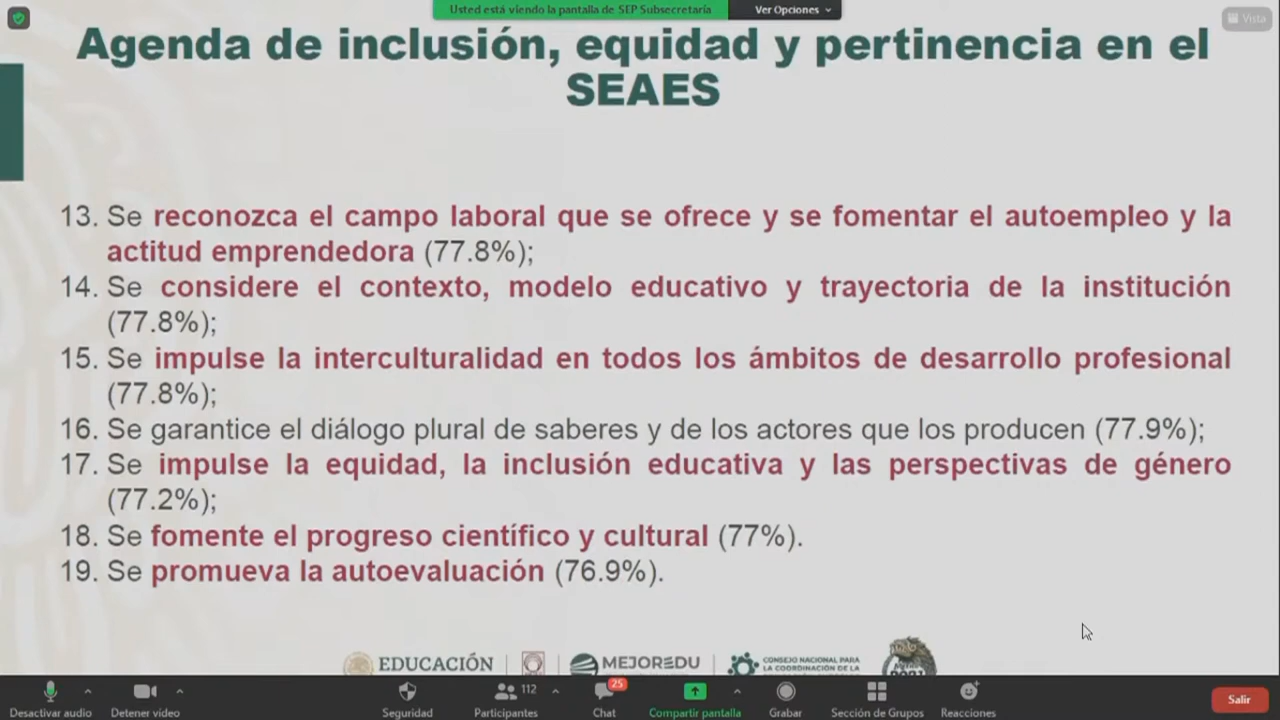 Usted está viendo la pantalla de SEP Subsecretaría Ver Opciones
Vista
Agenda de inclusión, equidad y pertinencia en el
SEAES
13. Se reconozca el campo laboral que se ofrece y se fomentar el autoempleo y la
actitud emprendedora (77.8%);
14. Se considere el contexto, modelo educativo y trayectoria de la institución
(77.8%);
15. Se impulse la interculturalidad en todos los ámbitos de desarrollo profesional
(77.8%);
16. Se garantice el diálogo plural de saberes y de los actores que los producen (77.9%);
17. Se impulse la equidad, la inclusión educativa y las perspectivas de género
(77.2%);
18. Se fomente el progreso científico y cultural (77%).
19. Se promueva la autoevaluación (76.9%).
EDUCACIÓN MEJOREDU CONSEJO NACIONAL PARA
LA COORDINACIÓN DE LA
112 25
Desactivar audio Detener video Seguridad Participantes Chat Compartir pantalla Grabar Sección de Grupos Reacciones Salir